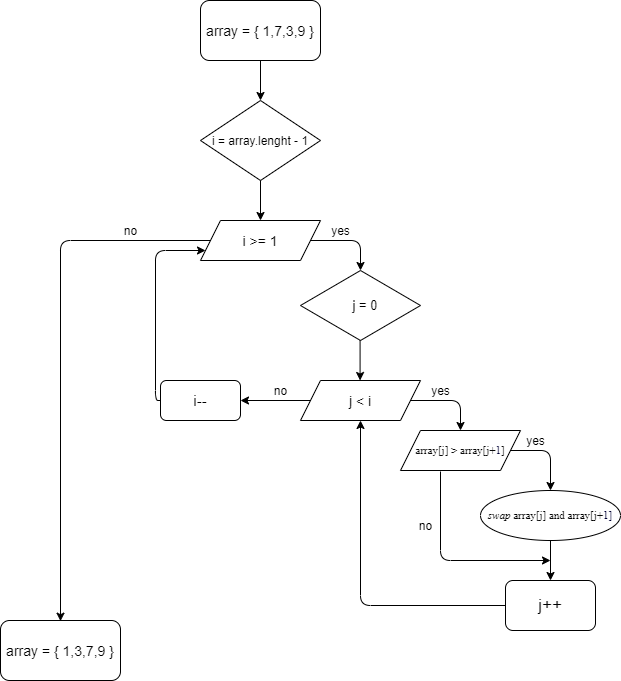 array = { 1,7,3,9 }
i = array.lenght - 1
no
i >= 1
yes
j = 0
i--
no
j < i
yes
array[j] > array[j+1]
yes
swap array[j] and array[j+1]
no
j++
array = { 1,3,7,9 }